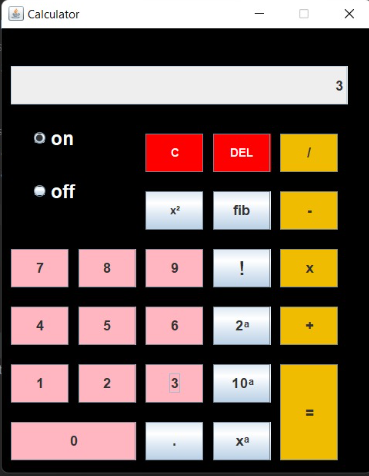 Calculator
3
on
C DEL /
off
x² fib -
7 8 9 ! x
4 5 6 2ª +
1 2 3 10ª =
0 . xª